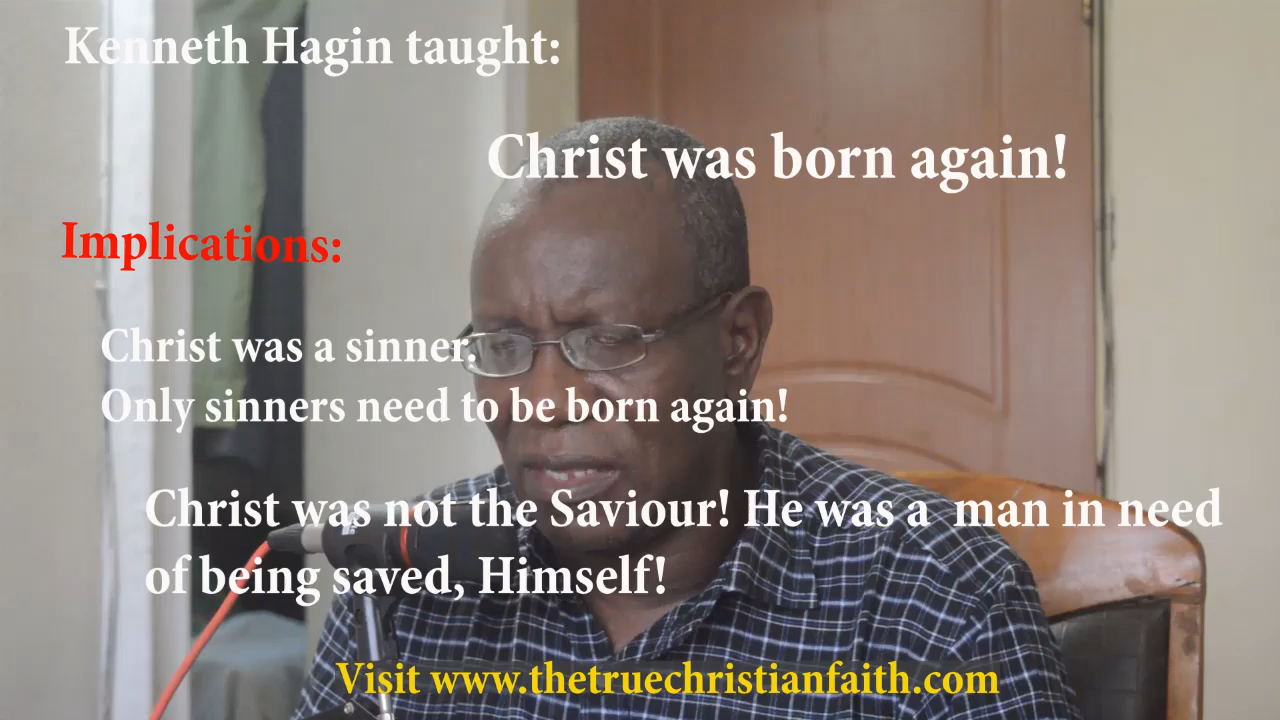 Kenneth Hagin taught:
Christ was born again!
Implications:
Christ was a sinner.
Only sinners need to be born again!
Christ was not the Saviour! He was a  man in need
of being saved, Himself!
Visit www.thetruechristianfaith.com